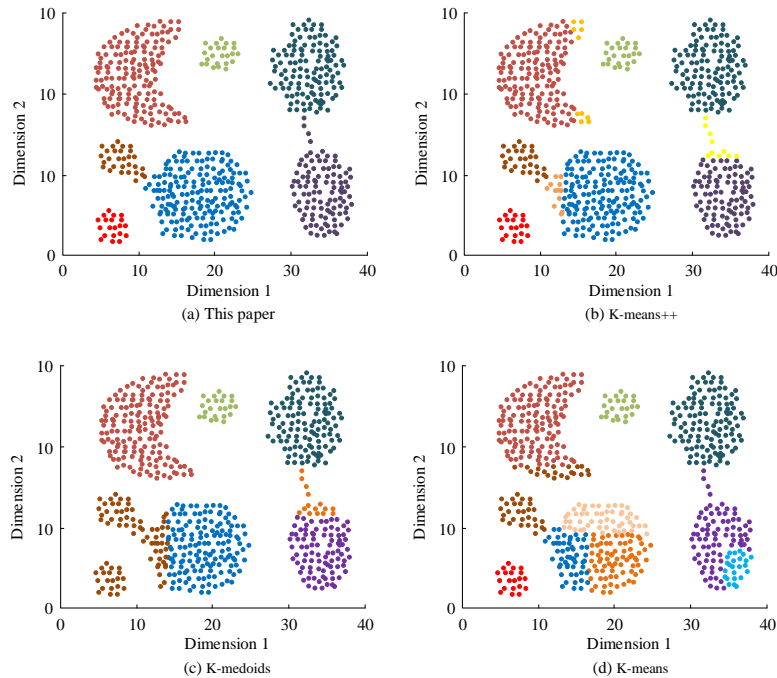 10
10
10
0
Dimension 2
0 10 20 30 40
Dimension 1
(a) This paper
10
10
10
0
Dimension 2
0 10 20 30 40
Dimension 1
(b) K-means++
10
10
10
0
Dimension 2
0 10 20 30 40
Dimension 1
(c) K-medoids
10
10
10
0
Dimension 2
0 10 20 30 40
Dimension 1
(d) K-means